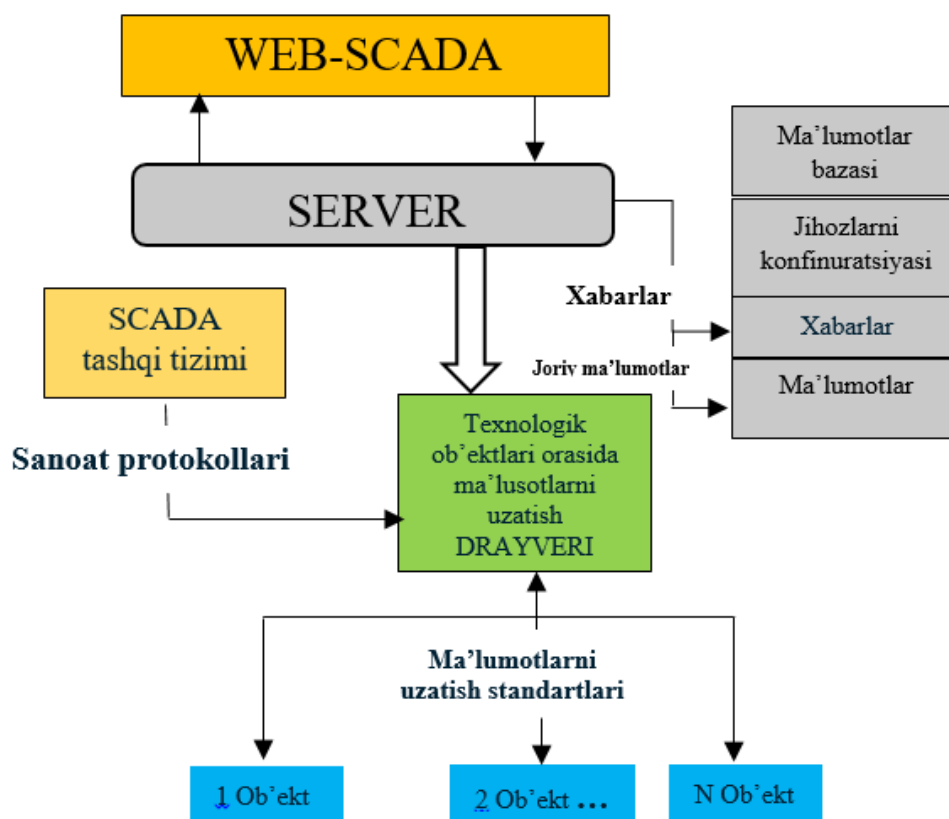 WEB-SCADA
SERVER
Ma’lumotlar
bazasi
Jihozlarni
konfinuratsiyasi
Xabarlar
Ma’lumotlar
Xabarlar
Joriy ma’lumotlar
SCADA
tashqi tizimi
Sanoat protokollari
Texnologik
ob’ektlari orasida
ma’lusotlarni
uzatish
DRAYVERI
Ma’lumotlarni
uzatish standartlari
1 Ob’ekt
2 Ob’ekt ...
N Ob’ekt